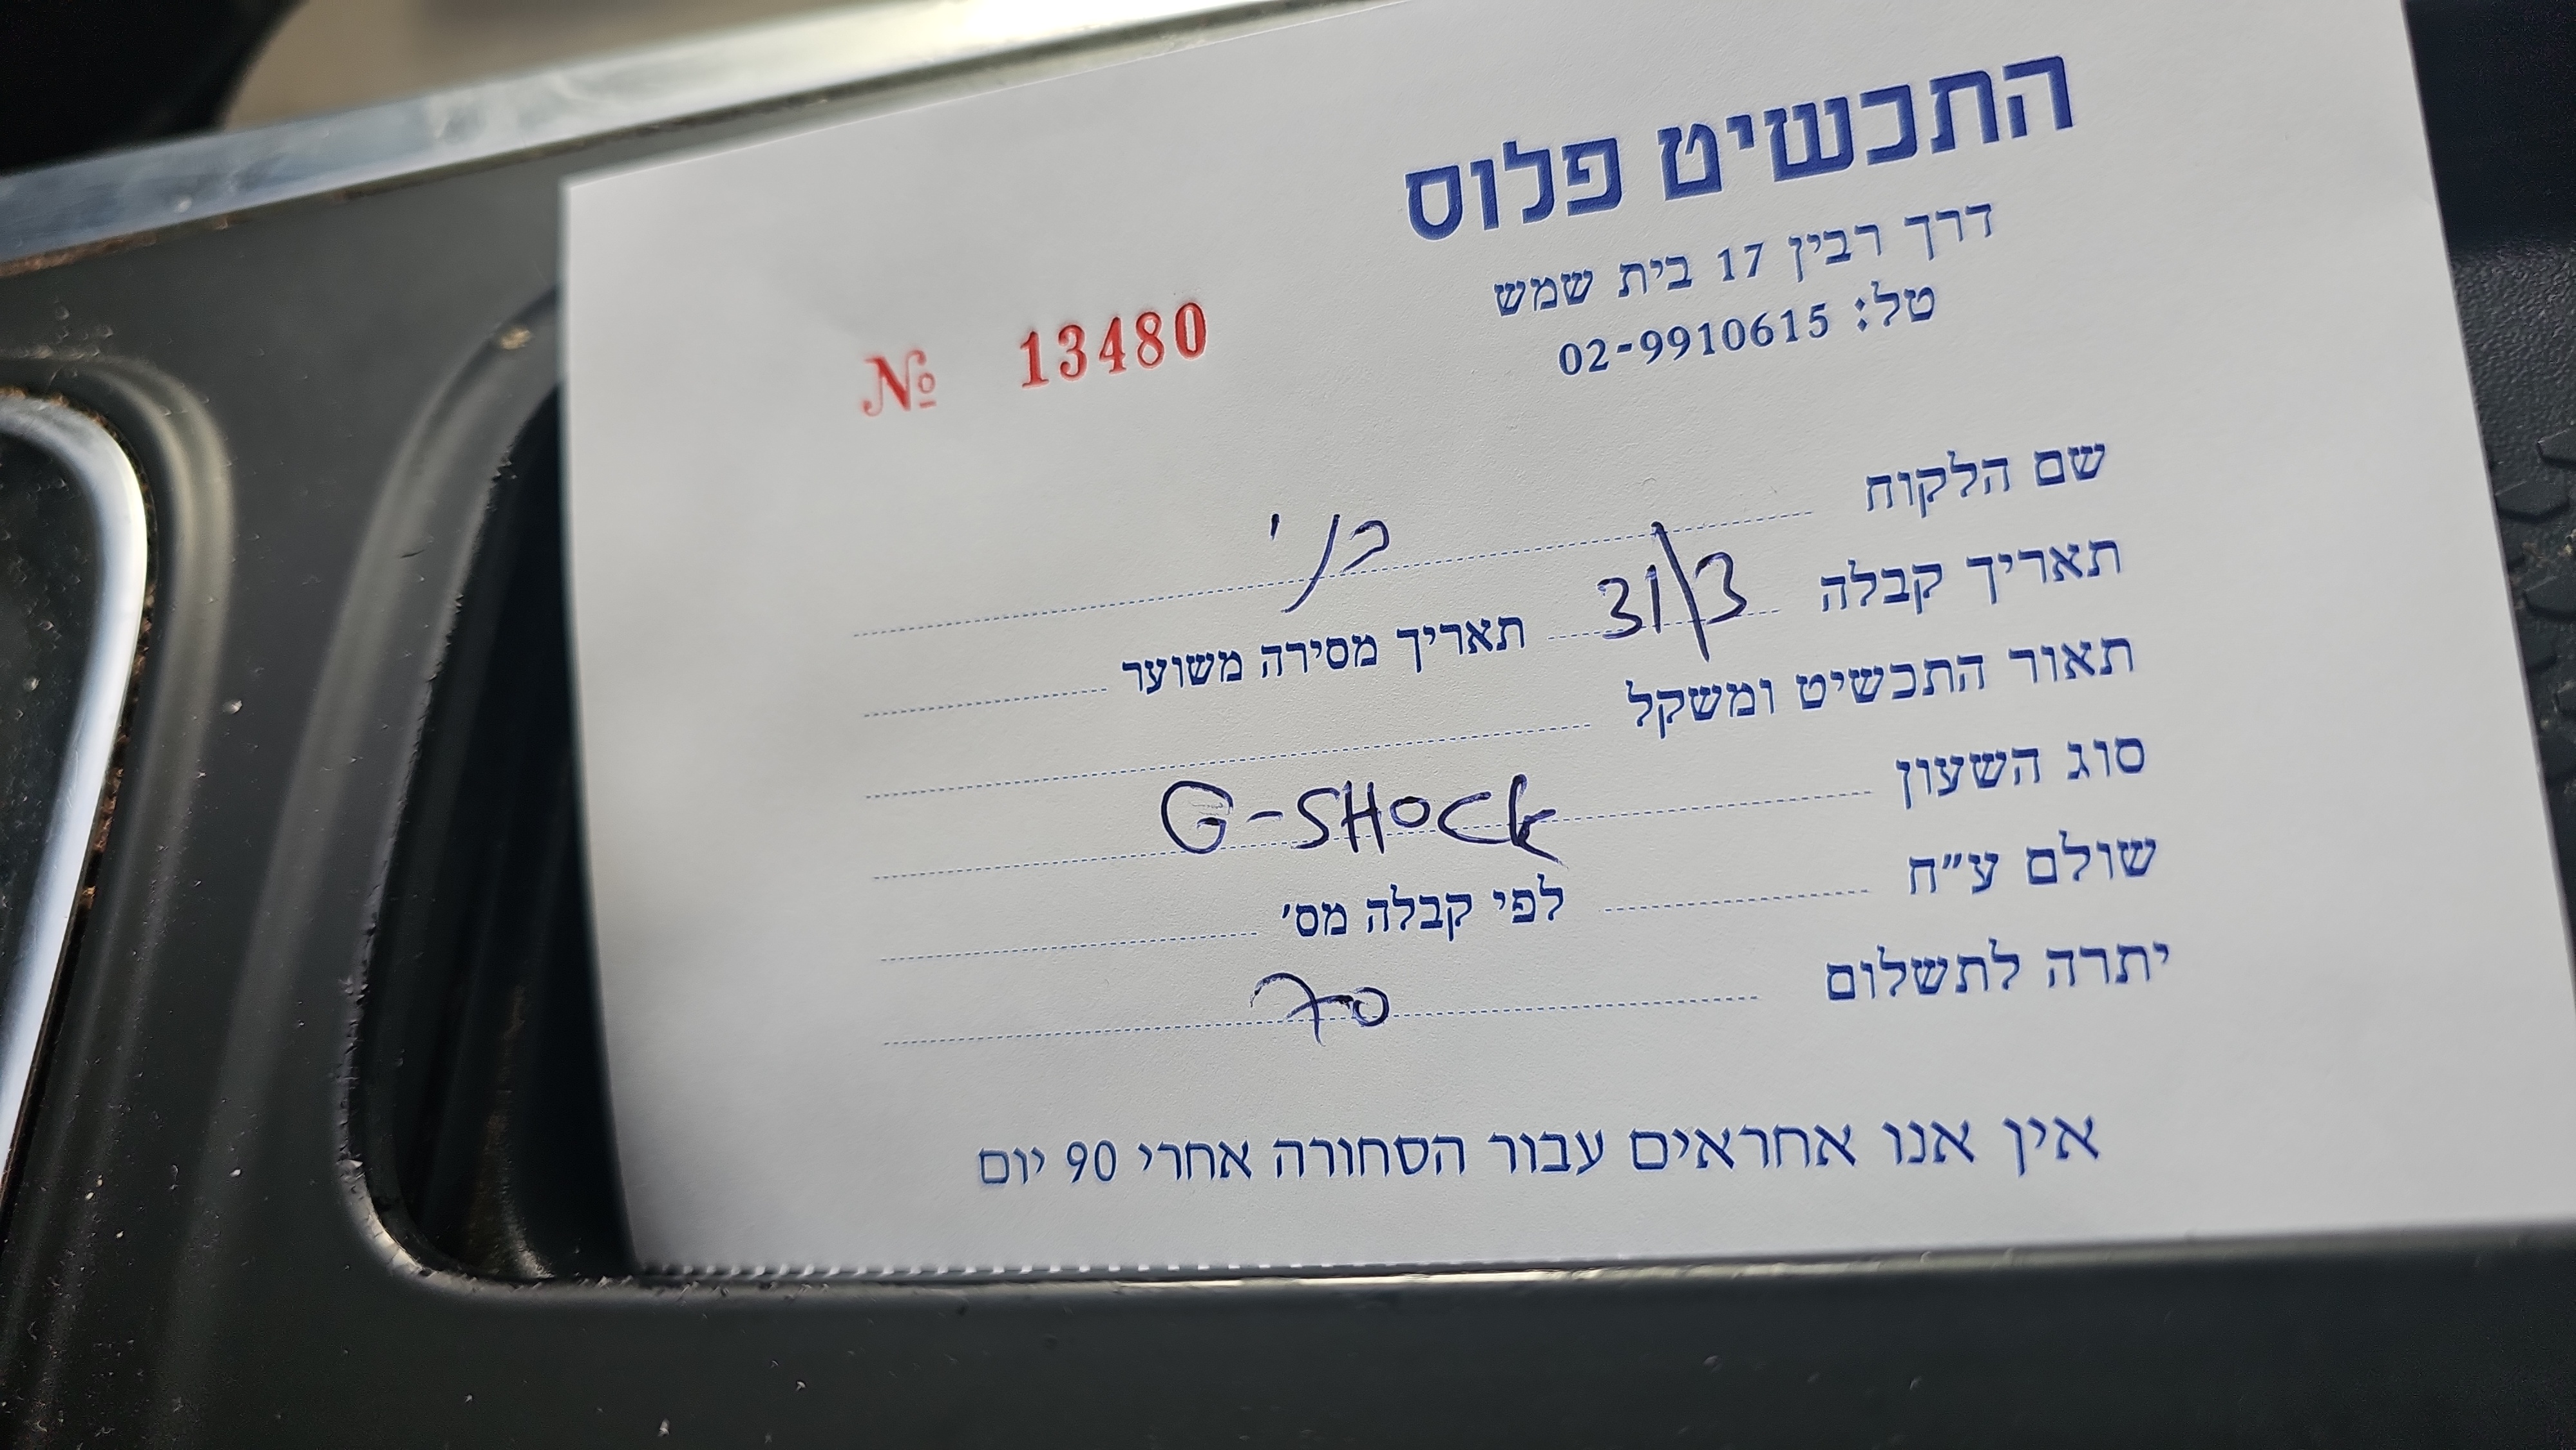 התכשיט פלוס
דרך רבין 17 בית שמש
טל: 02-9910615
№ 13480
שם הלקוח
תאריך קבלה 31\3 תאריך מסירה משוער
תאור התכשיט ומשקל
סוג השעון G-SHOCK
שולם ע״ח לפי קבלה מס׳
יתרה לתשלום 70
אין אנו אחראים עבור הסחורה אחרי 90 יום